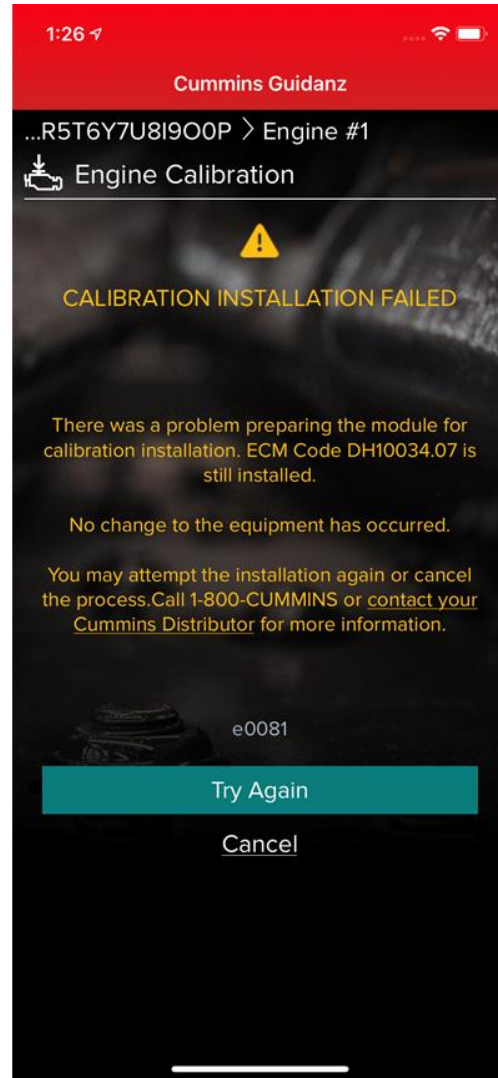 1:26
Cummins Guidanz
...R5T6Y7U8I9O0P > Engine #1
Engine Calibration
CALIBRATION INSTALLATION FAILED
There was a problem preparing the module for
calibration installation. ECM Code DH10034.07 is
still installed.
No change to the equipment has occurred.
You may attempt the installation again or cancel
the process.Call 1-800-CUMMINS or contact your
Cummins Distributor for more information.
e0081
Try Again
Cancel